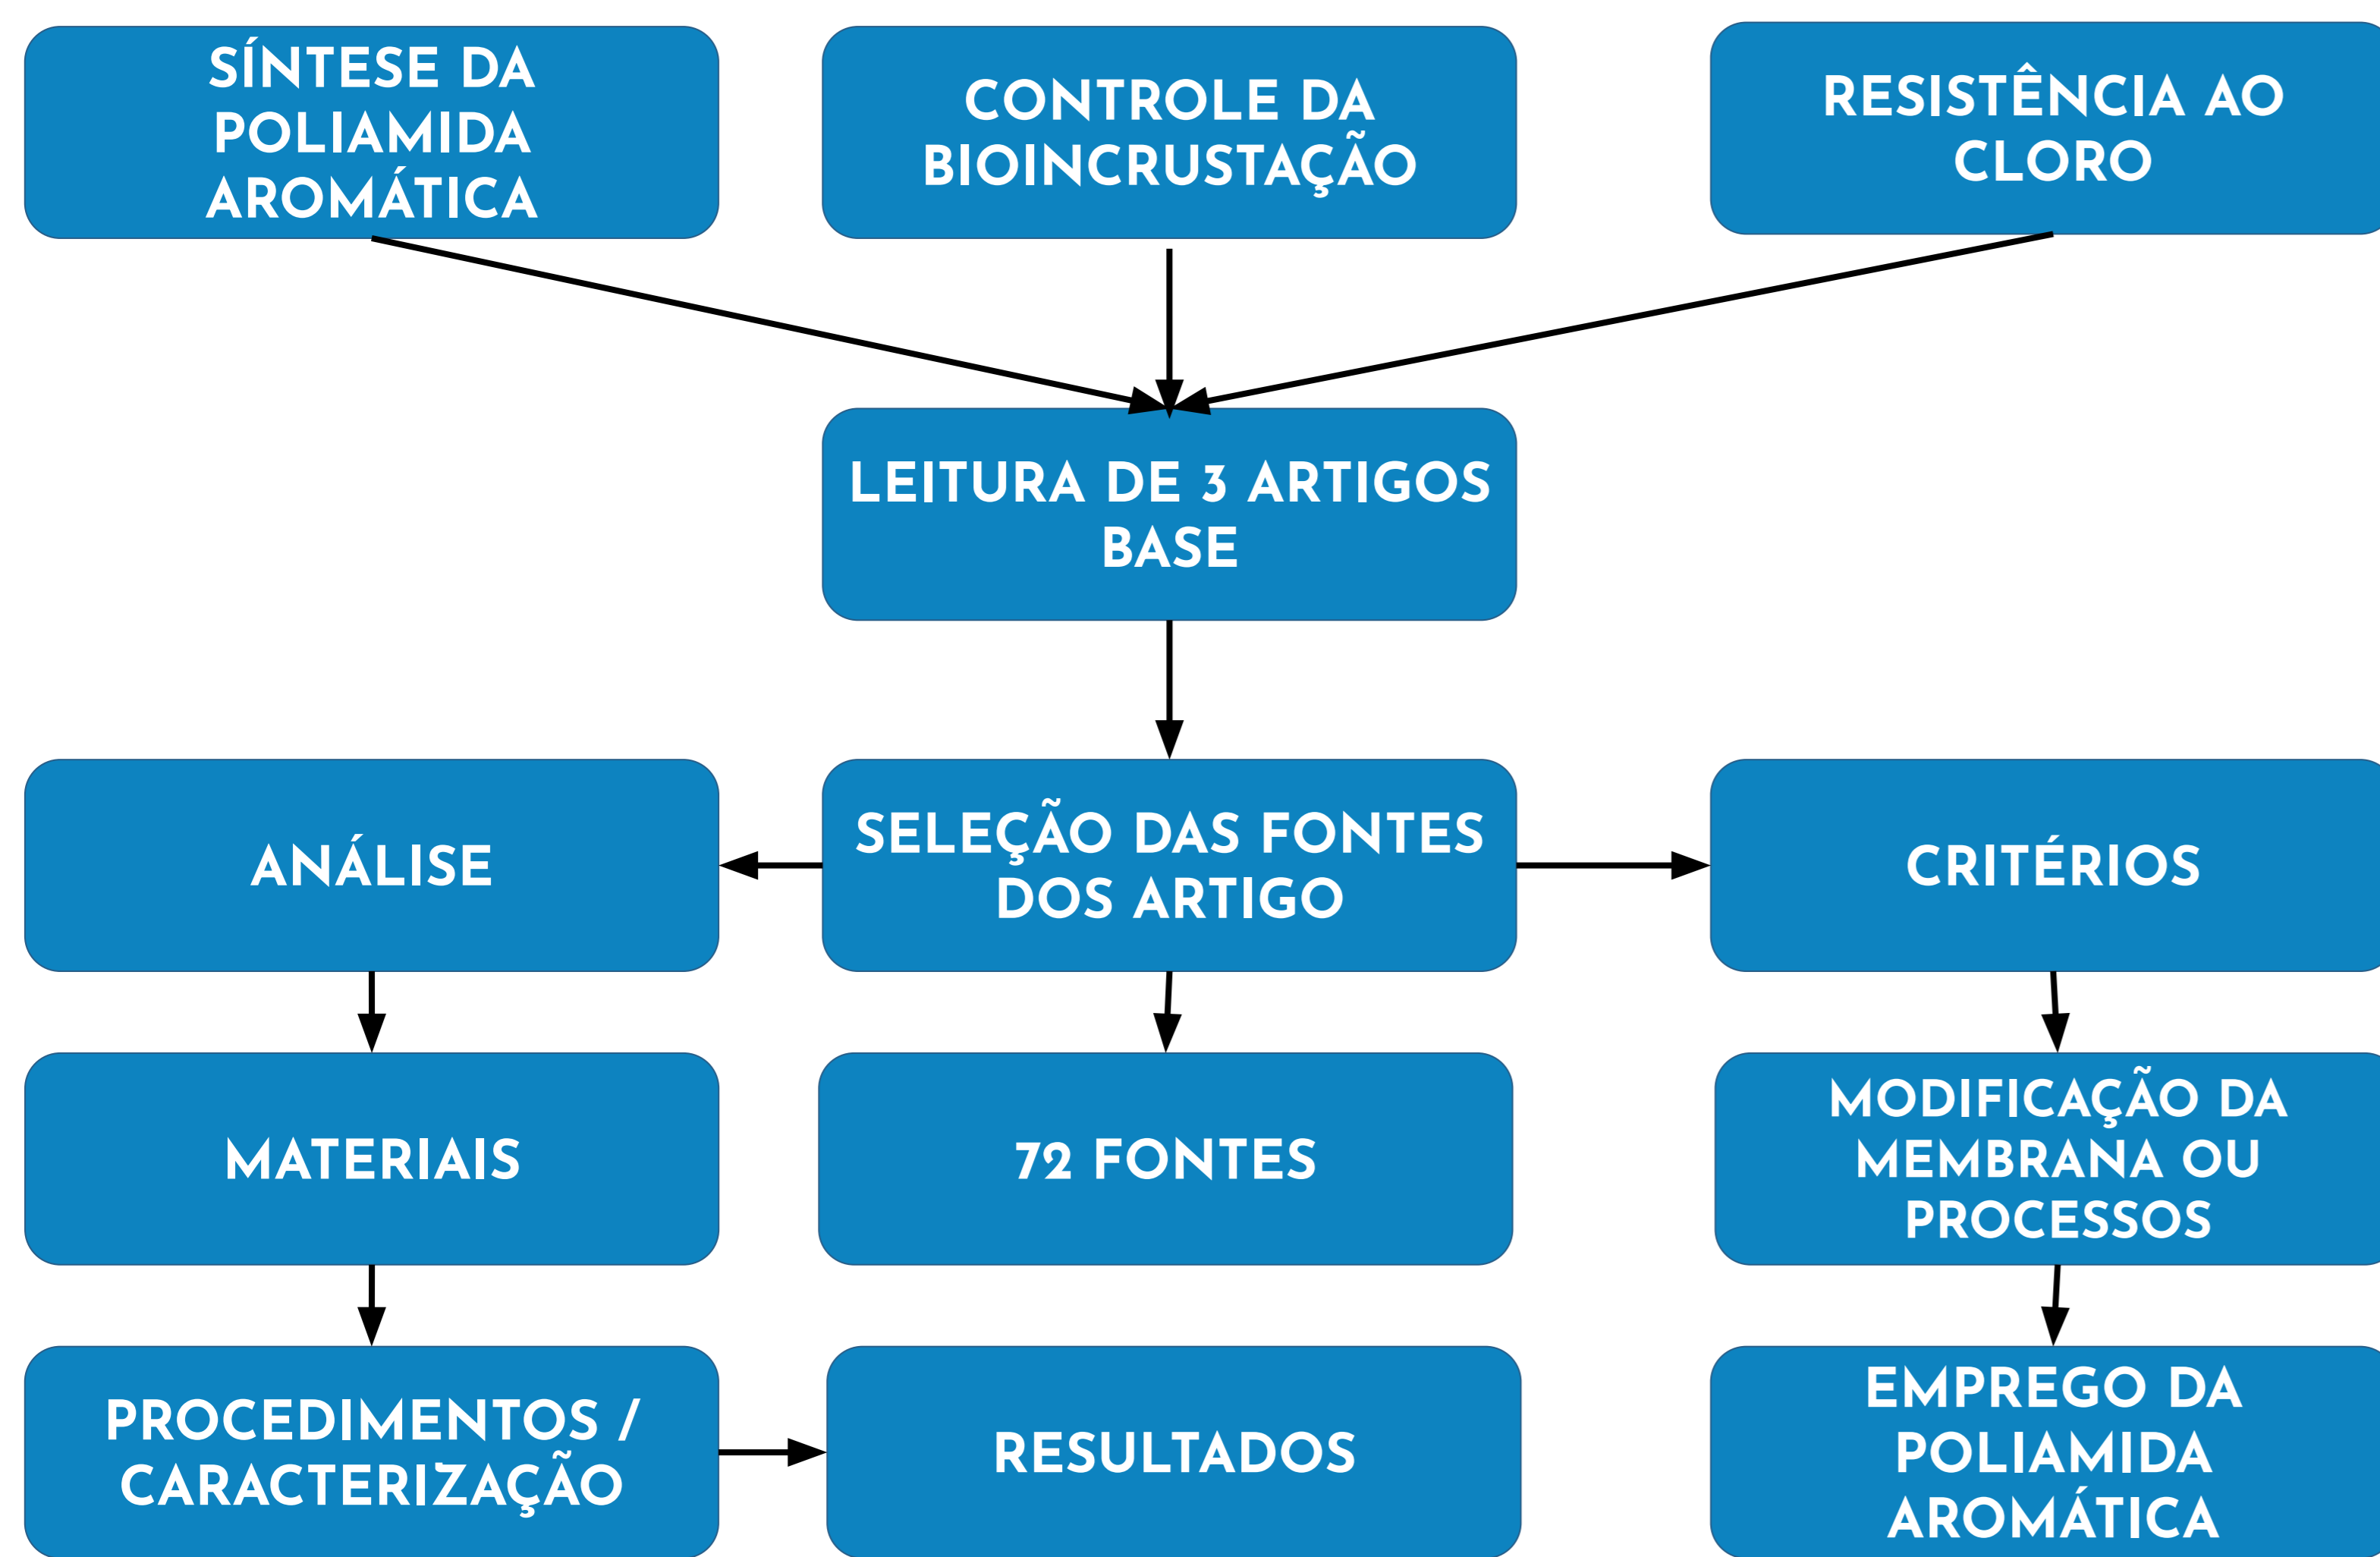 SÍNTESE DA
POLIAMIDA
AROMÁTICA
CONTROLE DA
BIOINCRUSTAÇÃO
RESISTÊNCIA AO
CLORO
LEITURA DE 3 ARTIGOS
BASE
ANÁLISE
SELEÇÃO DAS FONTES
DOS ARTIGO
CRITÉRIOS
MATERIAIS
72 FONTES
MODIFICAÇÃO DA
MEMBRANA OU
PROCESSOS
PROCEDIMENTOS /
CARACTERIZAÇÃO
RESULTADOS
EMPREGO DA
POLIAMIDA
AROMÁTICA